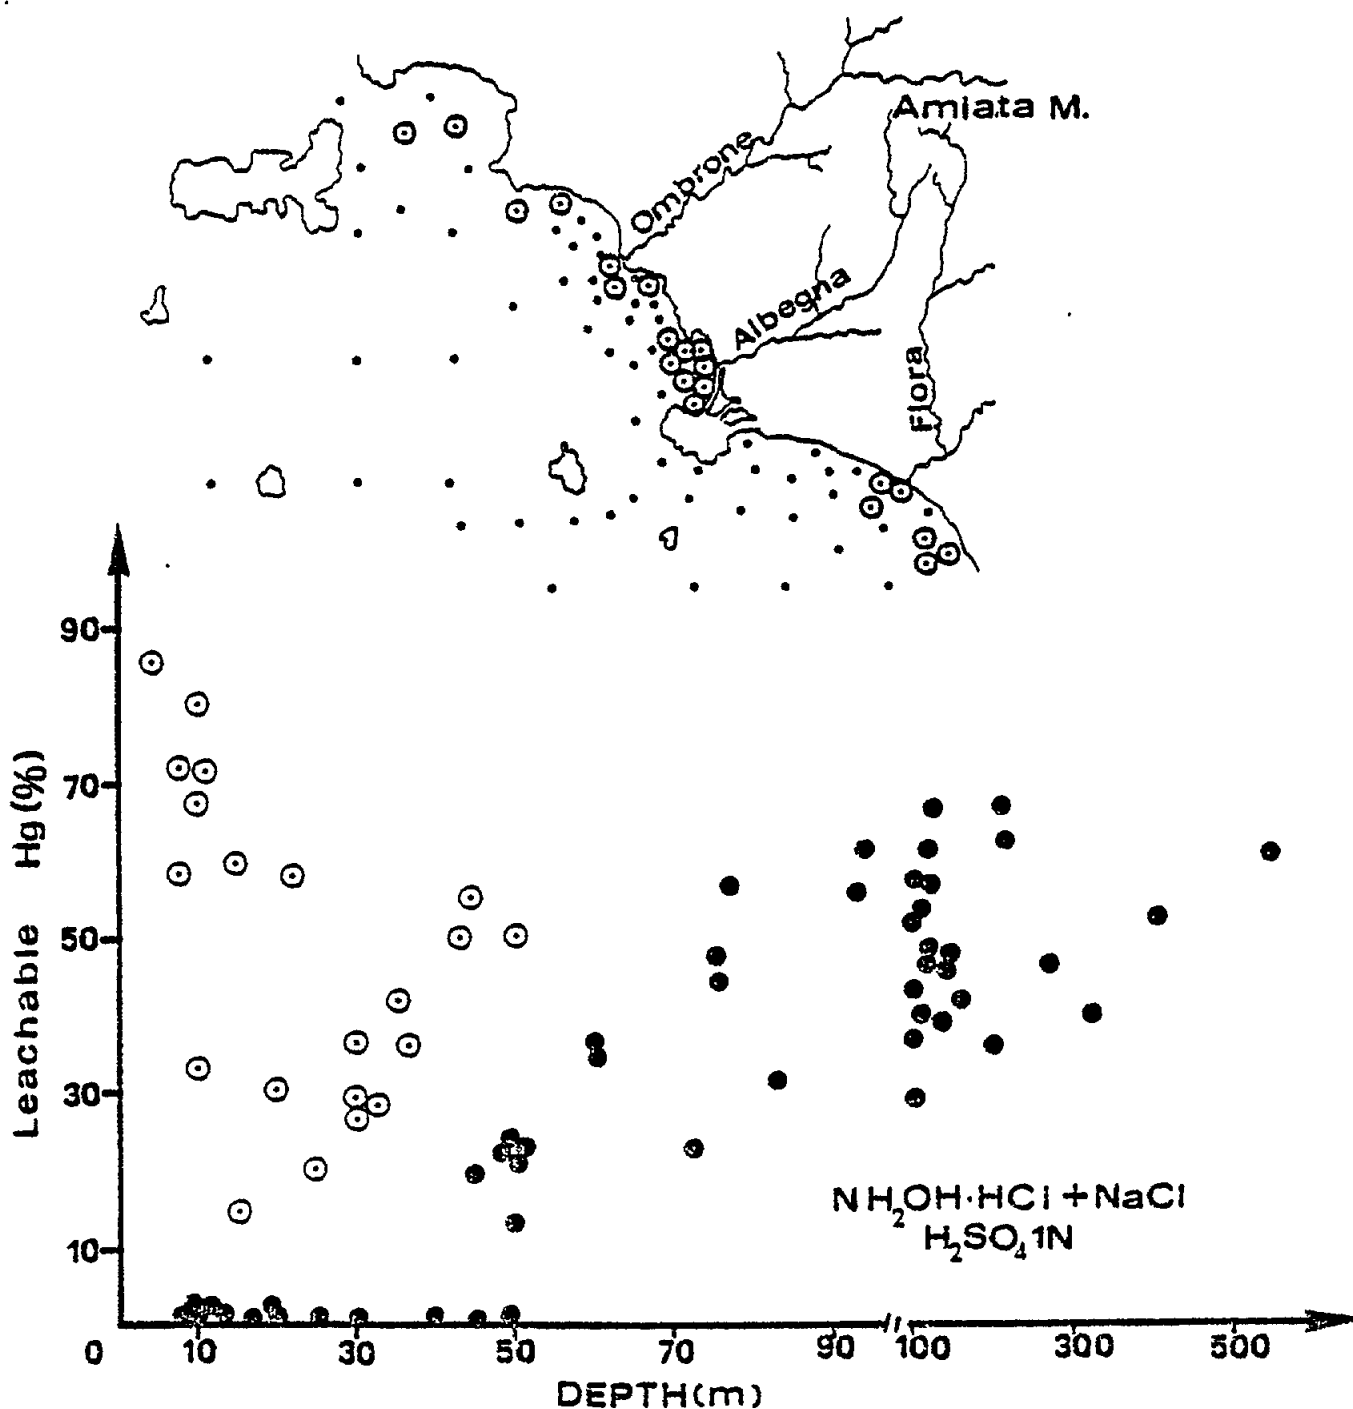 Amiata M.
Ombrone
Albegna
Fiora
90
70
50
30
10
Leachable Hg (%)
NH₂OH·HCl + NaCl
H₂SO₄ 1N
0 10 30 50 70 90 100 300 500
DEPTH (m)